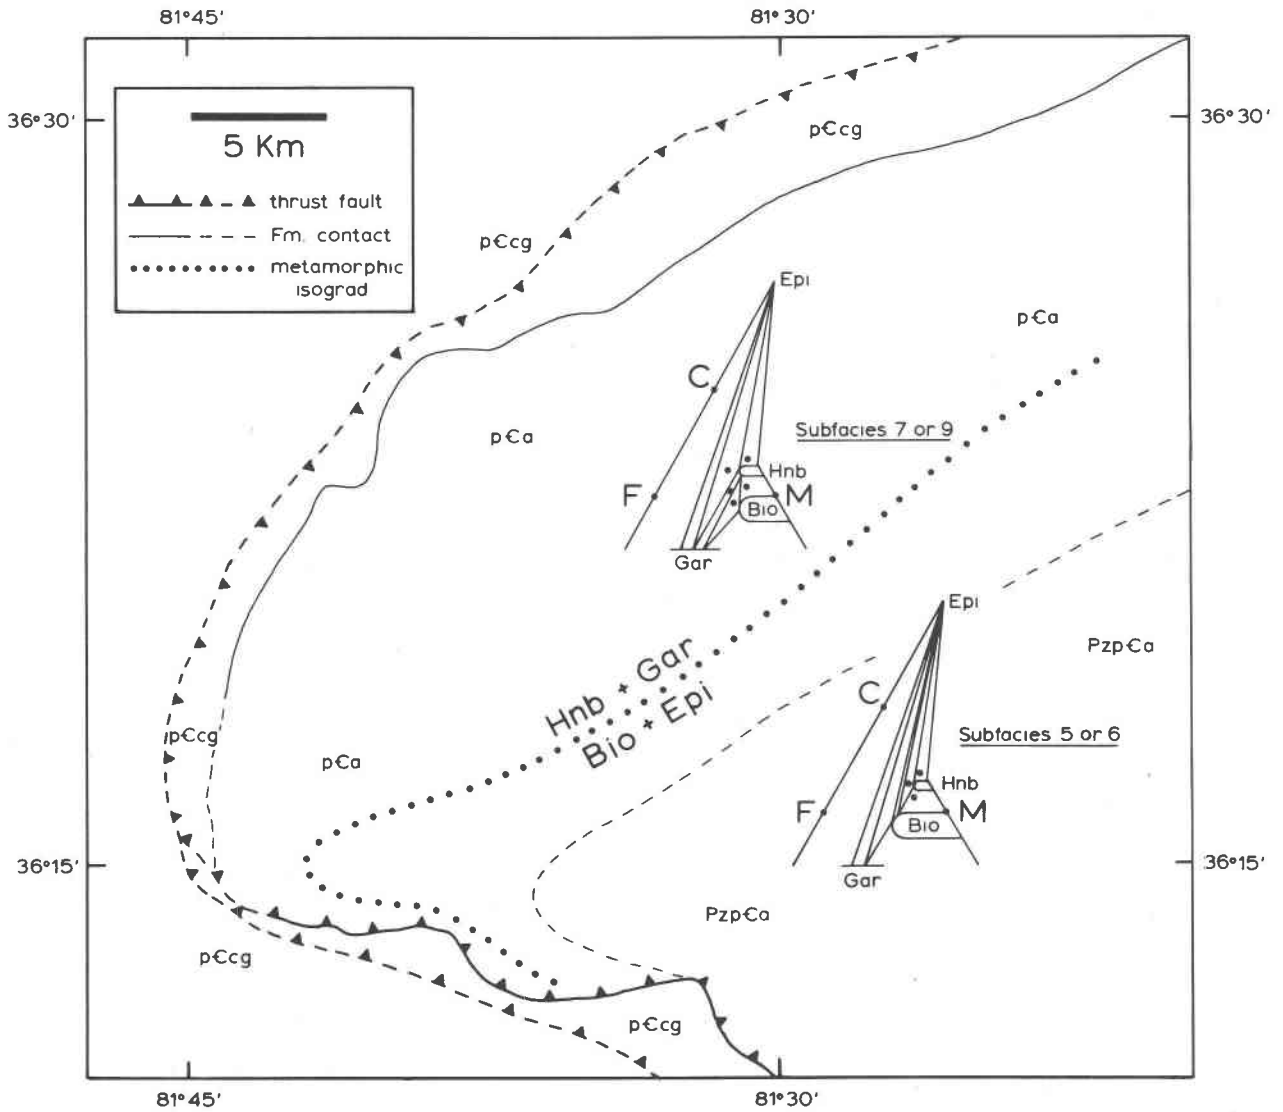 81°45'
81°30'
36°30'
36°30'
5 Km
thrust fault
Fm. contact
metamorphic
isograd
p€cg
p€cg
Epi
C
p€a
p€a
Subfacies 7 or 9
Hnb
F
M
Bio
Gar
Epi
Hnb + Gar
Bio + Epi
Pzp€a
C
p€cg
Subfacies 5 or 6
p€a
Hnb
F
M
Bio
36°15'
36°15'
Gar
Pzp€a
p€cg
p€cg
81°45'
81°30'